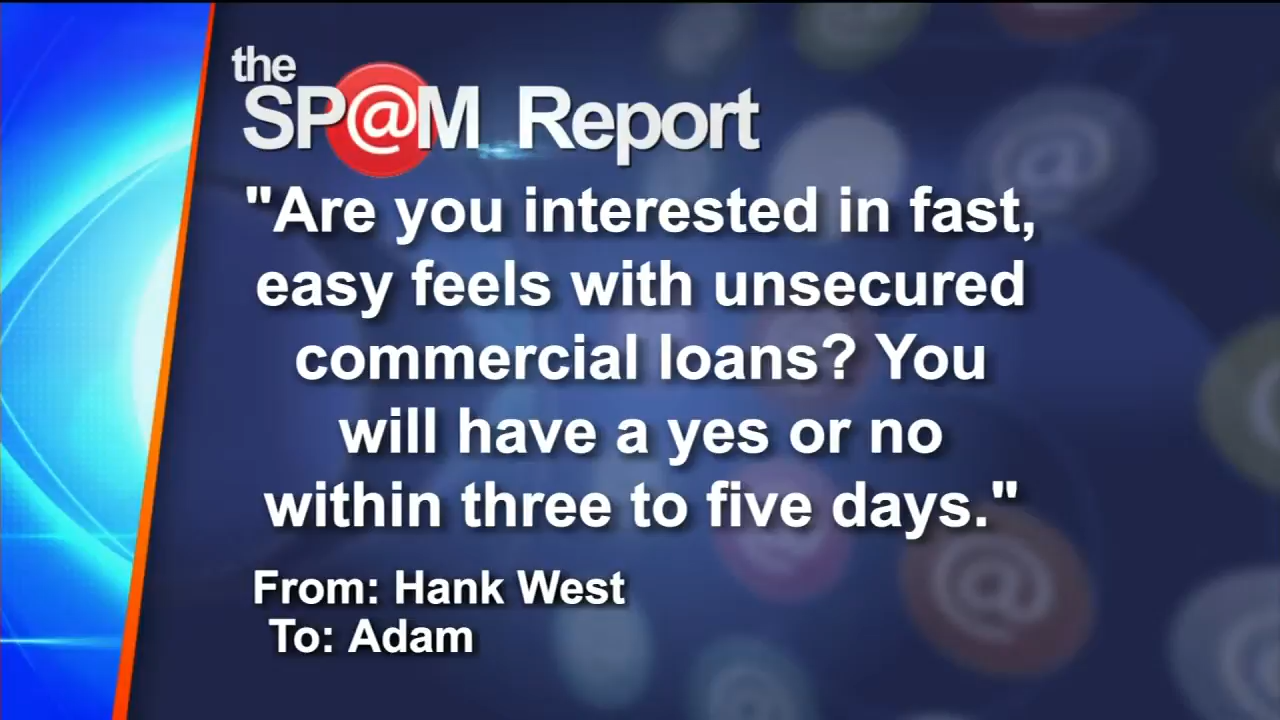 the
SP@M Report
"Are you interested in fast,
easy feels with unsecured
commercial loans? You
will have a yes or no
within three to five days."
From: Hank West
To: Adam